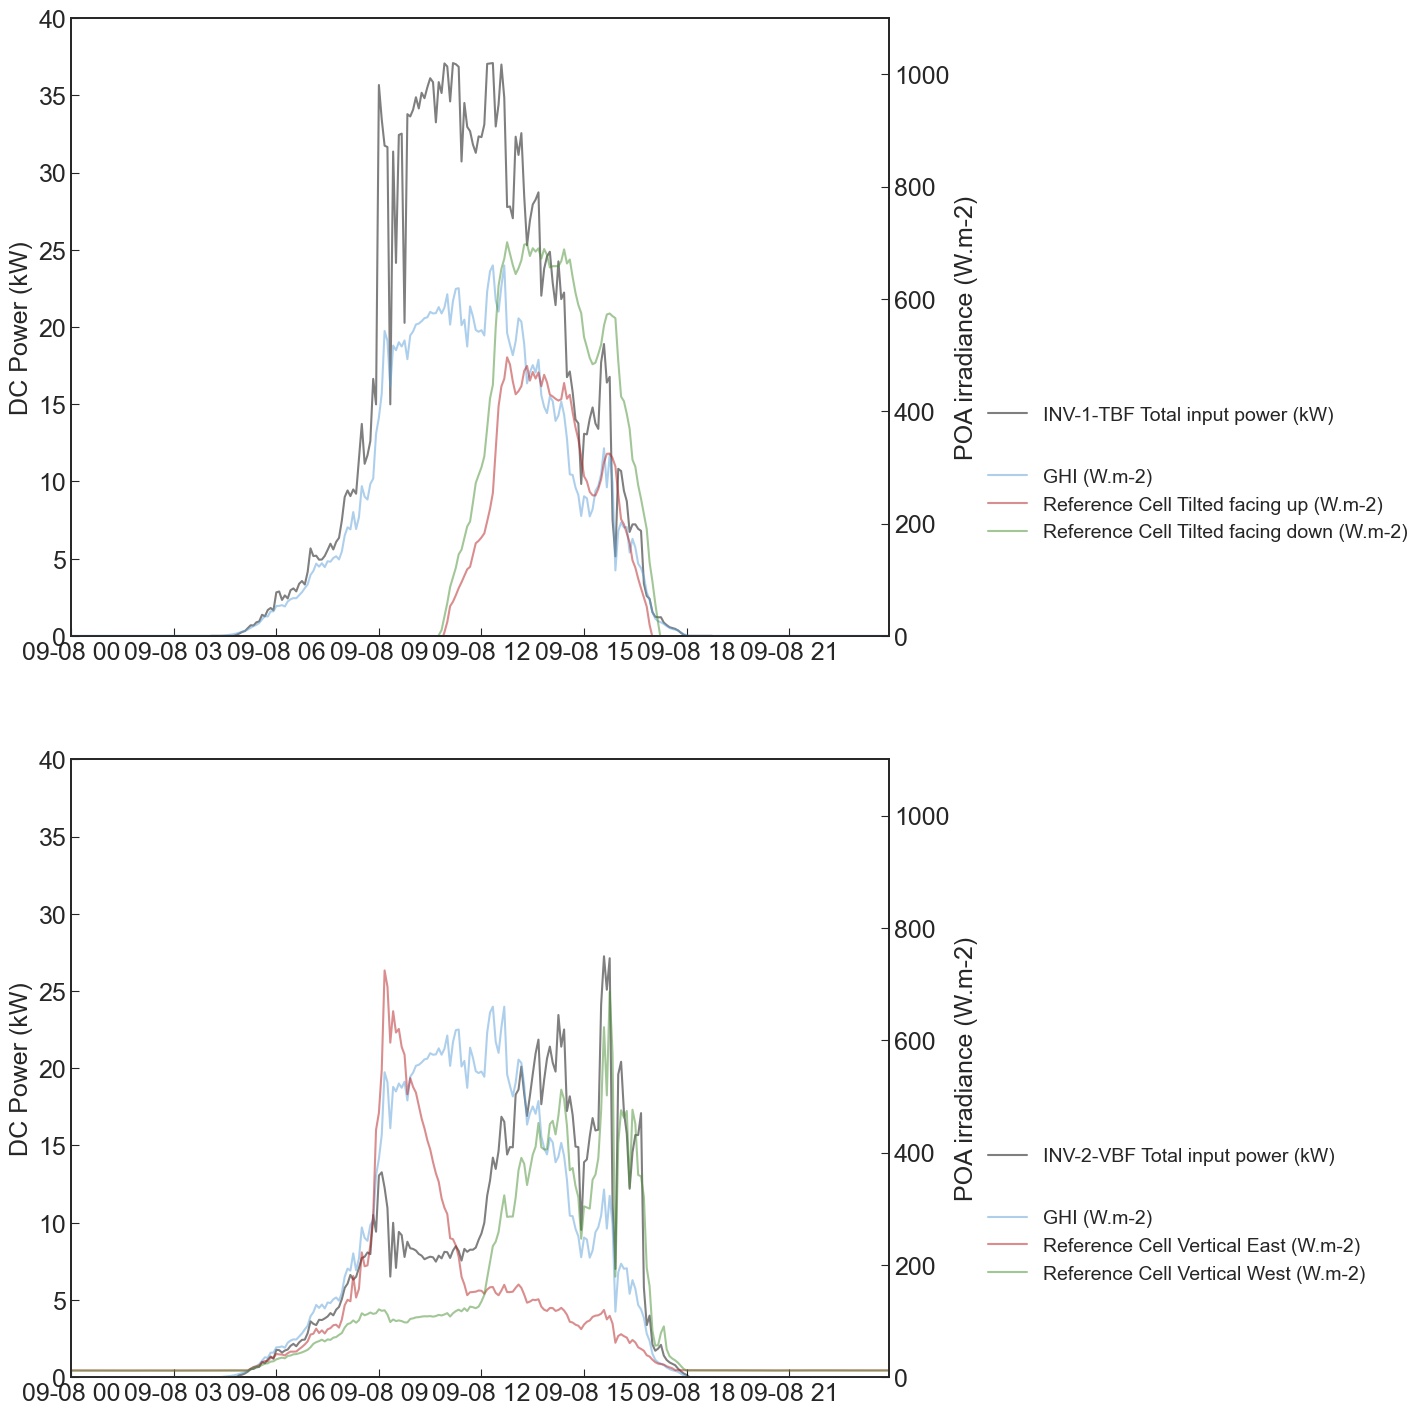 40
35
30
25
20
15
10
5
0
DC Power (kW)
1000
800
600
400
200
0
POA irradiance (W.m-2)
09-08 00 09-08 03 09-08 06 09-08 09 09-08 12 09-08 15 09-08 18 09-08 21
INV-1-TBF Total input power (kW)
GHI (W.m-2)
Reference Cell Tilted facing up (W.m-2)
Reference Cell Tilted facing down (W.m-2)
40
35
30
25
20
15
10
5
0
DC Power (kW)
1000
800
600
400
200
0
POA irradiance (W.m-2)
09-08 00 09-08 03 09-08 06 09-08 09 09-08 12 09-08 15 09-08 18 09-08 21
INV-2-VBF Total input power (kW)
GHI (W.m-2)
Reference Cell Vertical East (W.m-2)
Reference Cell Vertical West (W.m-2)